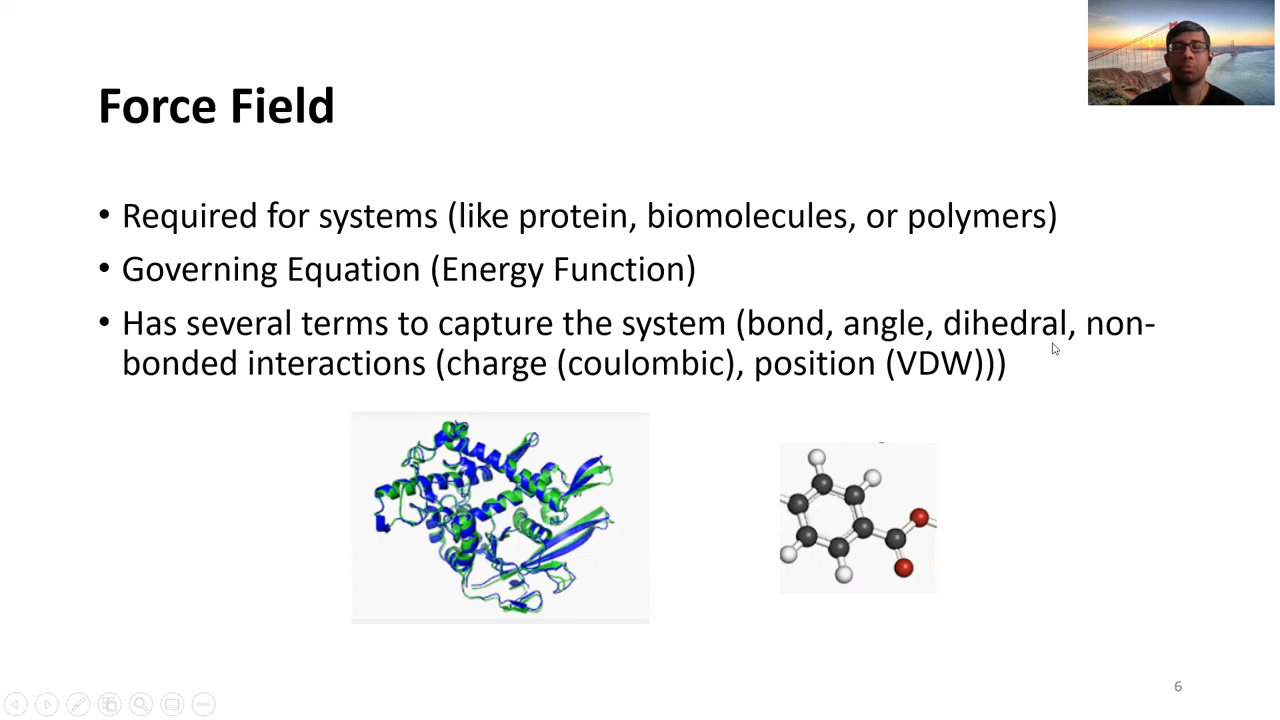 Force Field
• Required for systems (like protein, biomolecules, or polymers)
• Governing Equation (Energy Function)
• Has several terms to capture the system (bond, angle, dihedral, non-
bonded interactions (charge (coulombic), position (VDW)))
6